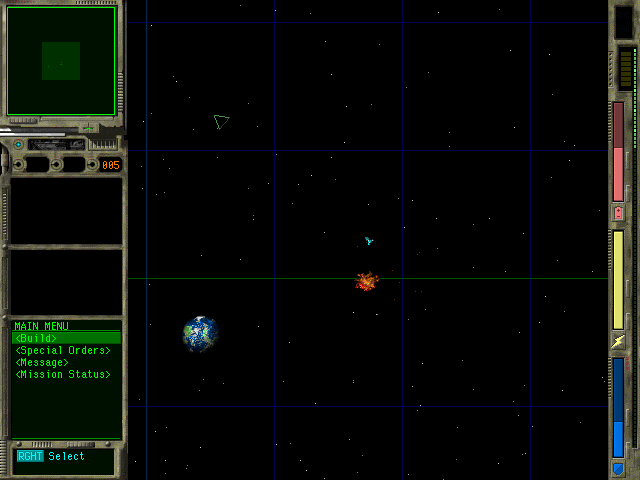 005
MAIN MENU
<Build>
<Special Orders>
<Message>
<Mission Status>
RGHT Select